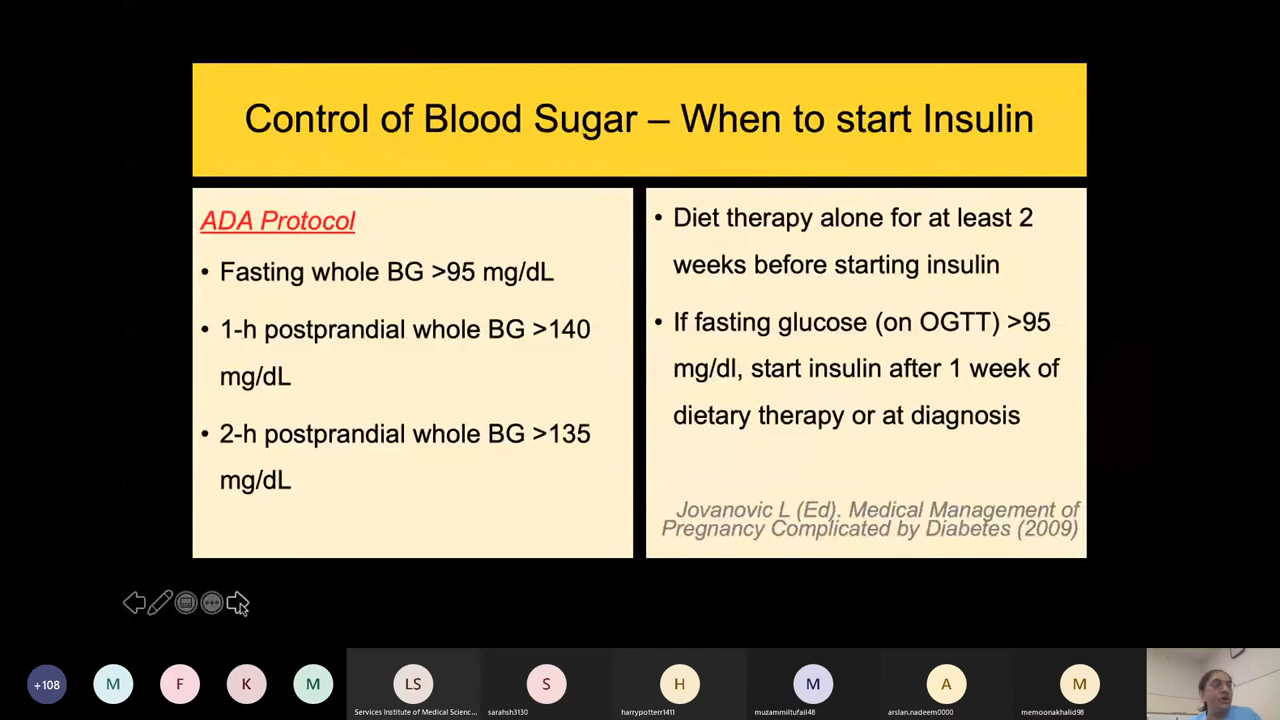 Control of Blood Sugar – When to start Insulin
ADA Protocol
• Fasting whole BG >95 mg/dL
• 1-h postprandial whole BG >140
mg/dL
• 2-h postprandial whole BG >135
mg/dL
• Diet therapy alone for at least 2
weeks before starting insulin
• If fasting glucose (on OGTT) >95
mg/dl, start insulin after 1 week of
dietary therapy or at diagnosis
Jovanovic L (Ed). Medical Management of
Pregnancy Complicated by Diabetes (2009)
+108
M
F
K
M
LS
S
H
M
A
M
Services Institute of Medical Scienc...
sarahsh3130
harrypotterr1411
muzammiltufail48
arslan.nadeem0000
memoonakhalid98